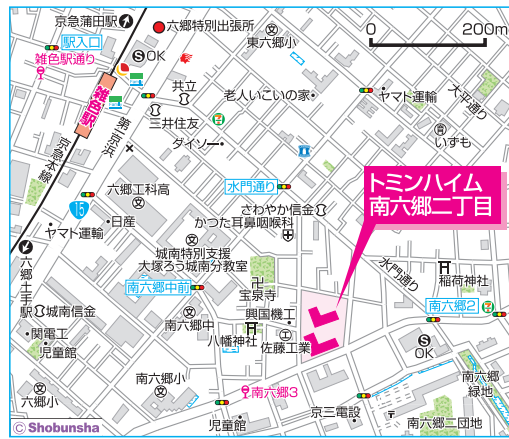 京急蒲田駅
六郷特別出張所
0
200m
駅入口
雑色駅通り
OK
東六郷小
共立
老人いこいの家
ヤマト運輸
大平通り
雑色駅
三井住友
第一京浜
ダイソー
いずも
京急本線
トミンハイム
南六郷二丁目
六郷工科高
水門通り
15
日産
さわやか信金
かつた耳鼻咽喉科
ヤマト運輸
城南特別支援
大塚ろう城南分教室
水門通り
稲荷神社
六郷土手駅
南六郷中前
宝泉寺
南六郷2
城南信金
興国機工
関電工
南六郷中
八幡神社
佐藤工業
OK
児童館
南六郷小
南六郷3
南六郷
緑地
六郷小
児童館
京三電設
南六郷二団地
© Shobunsha